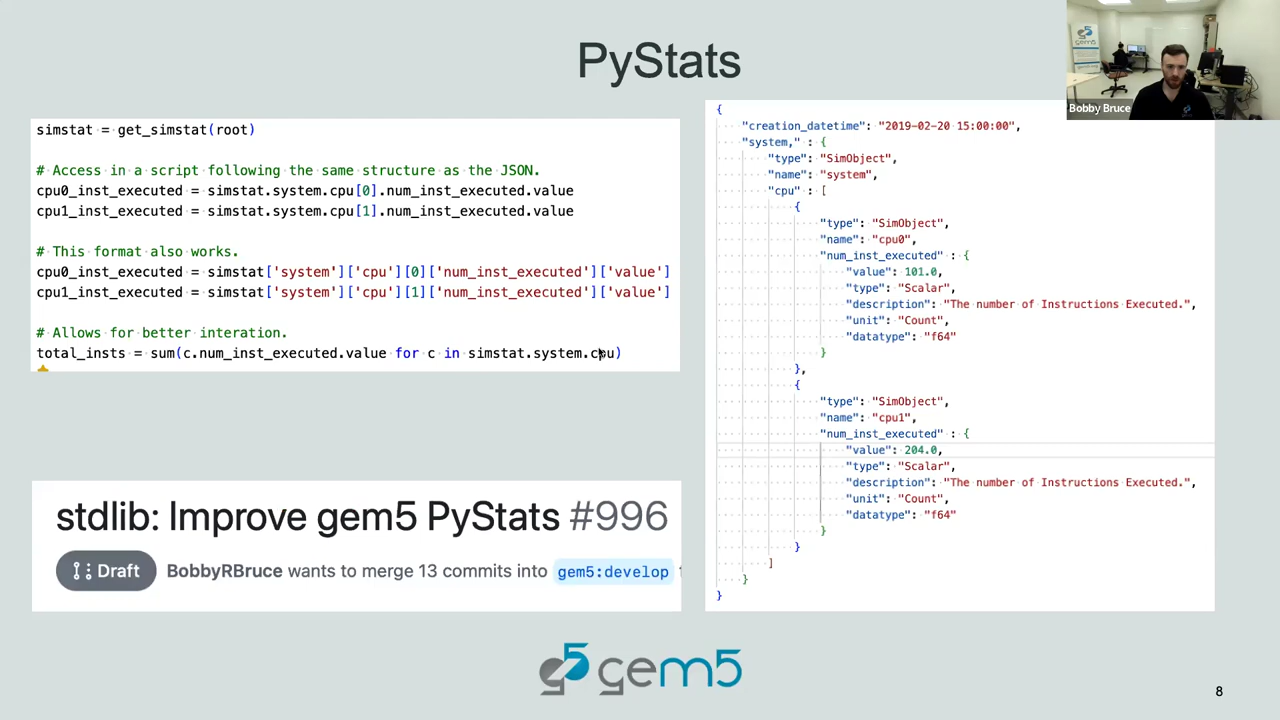 PyStats
gem5
Bobby Bruce
simstat = get_simstat(root)
# Access in a script following the same structure as the JSON.
cpu0_inst_executed = simstat.system.cpu[0].num_inst_executed.value
cpu1_inst_executed = simstat.system.cpu[1].num_inst_executed.value
# This format also works.
cpu0_inst_executed = simstat['system']['cpu'][0]['num_inst_executed']['value']
cpu1_inst_executed = simstat['system']['cpu'][1]['num_inst_executed']['value']
# Allows for better interation.
total_insts = sum(c.num_inst_executed.value for c in simstat.system.cpu)
stdlib: Improve gem5 PyStats #996
Draft BobbyRBruce wants to merge 13 commits into gem5:develop
{
"creation_datetime": "2019-02-20 15:00:00",
"system," : {
"type": "SimObject",
"name": "system",
"cpu" : [
{
"type": "SimObject",
"name": "cpu0",
"num_inst_executed" : {
"value": 101.0,
"type": "Scalar",
"description": "The number of Instructions Executed.",
"unit": "Count",
"datatype": "f64"
}
},
{
"type": "SimObject",
"name": "cpu1",
"num_inst_executed" : {
"value": 204.0,
"type": "Scalar",
"description": "The number of Instructions Executed.",
"unit": "Count",
"datatype": "f64"
}
}
]
}
}
gem5
8